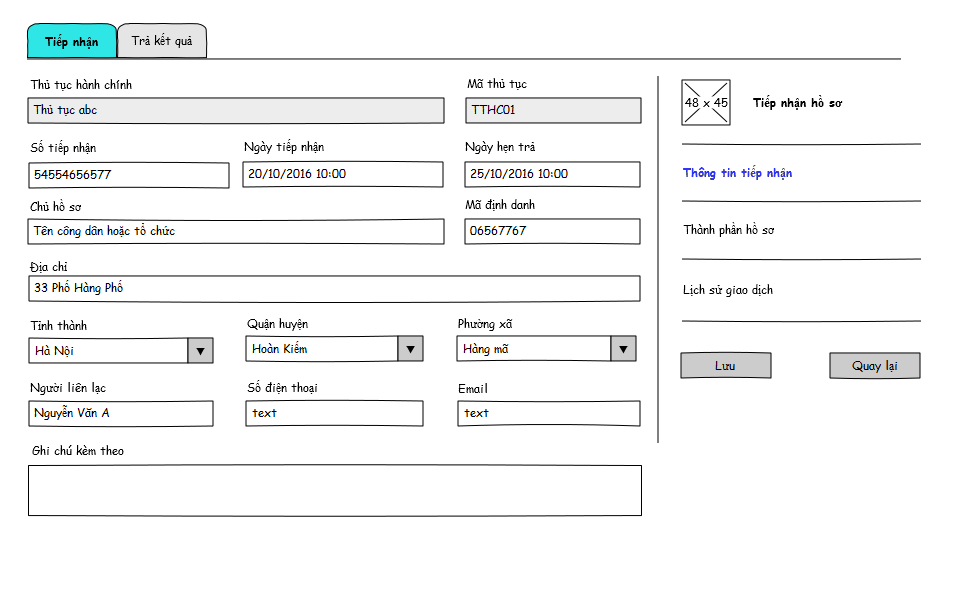 Tiếp nhận
Trả kết quả
Thủ tục hành chính
Mã thủ tục
Thủ tục abc
TTHC01
48 x 45
Tiếp nhận hồ sơ
Số tiếp nhận
Ngày tiếp nhận
Ngày hẹn trả
54554656577
20/10/2016 10:00
25/10/2016 10:00
Thông tin tiếp nhận
Chủ hồ sơ
Mã định danh
Tên công dân hoặc tổ chức
06567767
Thành phần hồ sơ
Địa chỉ
33 Phố Hàng Phố
Lịch sử giao dịch
Tỉnh thành
Quận huyện
Phường xã
Hà Nội
Hoàn Kiếm
Hàng mã
Lưu
Quay lại
Người liên lạc
Số điện thoại
Email
Nguyễn Văn A
text
text
Ghi chú kèm theo